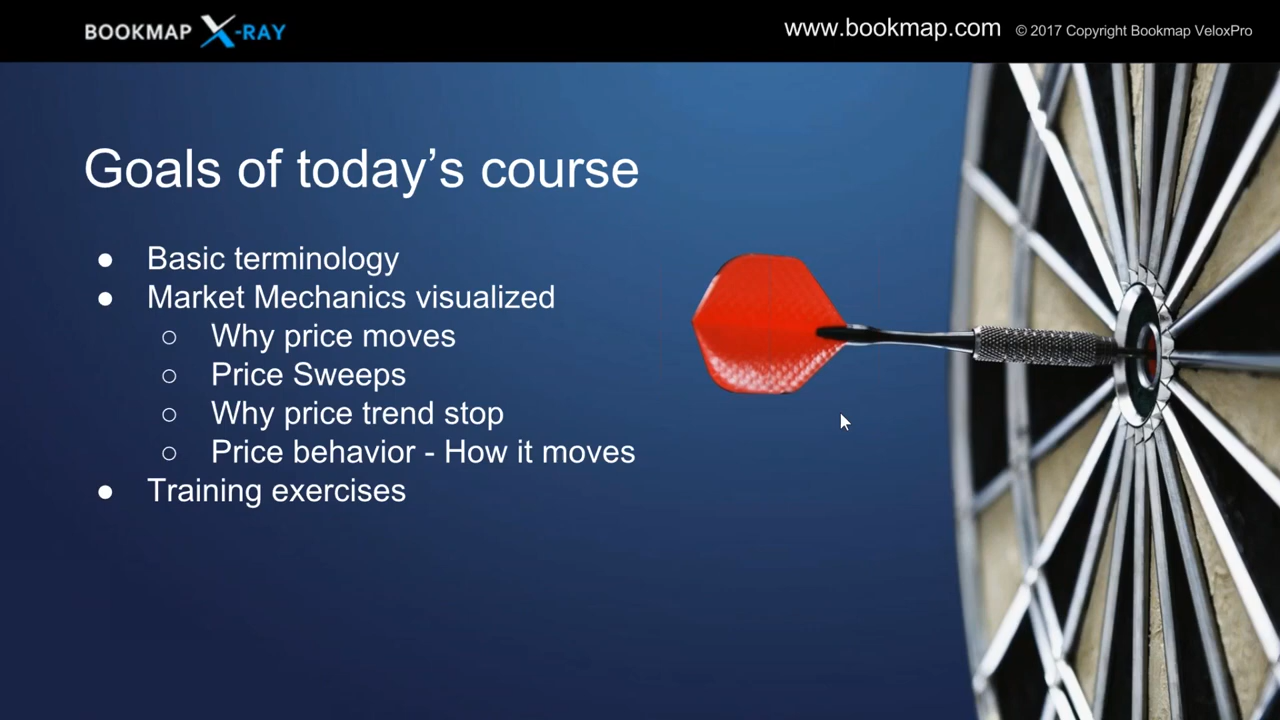 BOOKMAP X-RAY
www.bookmap.com © 2017 Copyright Bookmap VeloxPro
Goals of today’s course
● Basic terminology
● Market Mechanics visualized
○ Why price moves
○ Price Sweeps
○ Why price trend stop
○ Price behavior - How it moves
● Training exercises